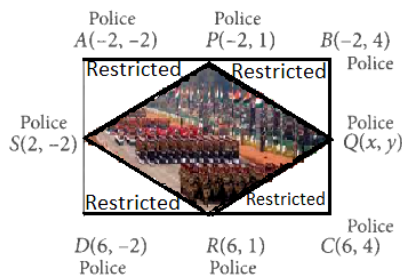 Police Police
A(−2, −2) P(−2, 1) B(−2, 4)
Restricted Restricted Police
Police Police
S(2, −2) Q(x, y)
Restricted Restricted
Police
D(6, −2) R(6, 1) C(6, 4)
Police Police